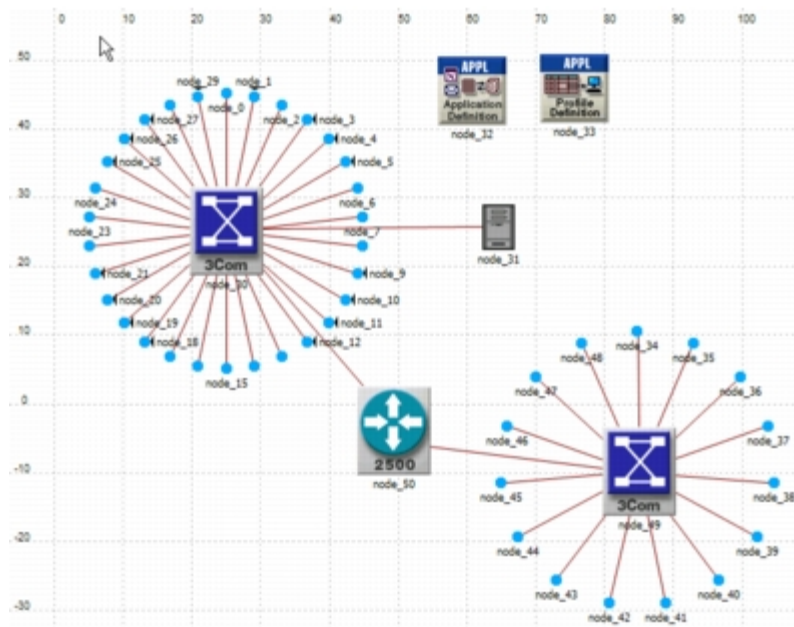 0 10 20 30 40 50 60 70 80 90 100
50
APPL
Application
Definition
node_32
APPL
Profile
Definition
node_33
node_29
node_1
node_0
node_27
node_2
node_3
40
node_26
node_4
node_25
node_5
30
node_24
node_6
node_23
node_7
3Com
node_30
node_31
20
node_21
node_9
node_20
node_10
node_19
node_11
10
node_18
node_12
node_15
node_34
node_48
node_35
node_47
node_36
0
2500
node_50
node_46
node_37
-10
node_45
node_38
3Com
node_49
-20
node_44
node_39
node_43
node_40
-30
node_42
node_41